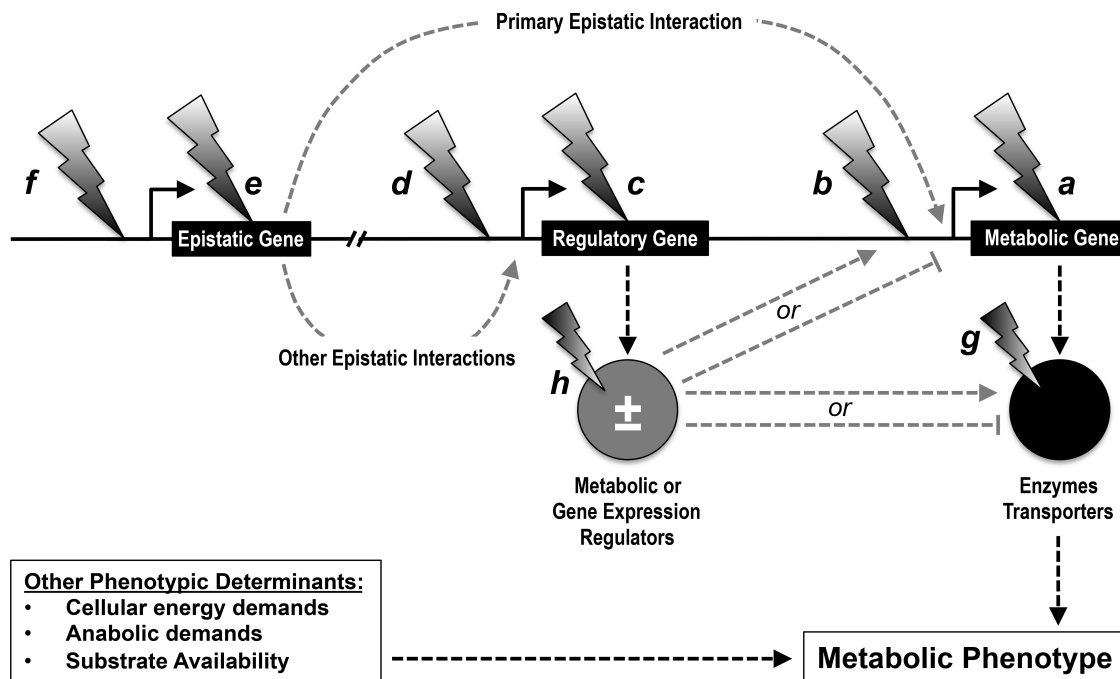 Primary Epistatic Interaction
f
e
d
c
b
a
Epistatic Gene
Regulatory Gene
Metabolic Gene
or
Other Epistatic Interactions
h
±
g
or
Metabolic or
Gene Expression
Regulators
Enzymes
Transporters
Other Phenotypic Determinants:
• Cellular energy demands
• Anabolic demands
• Substrate Availability
Metabolic Phenotype